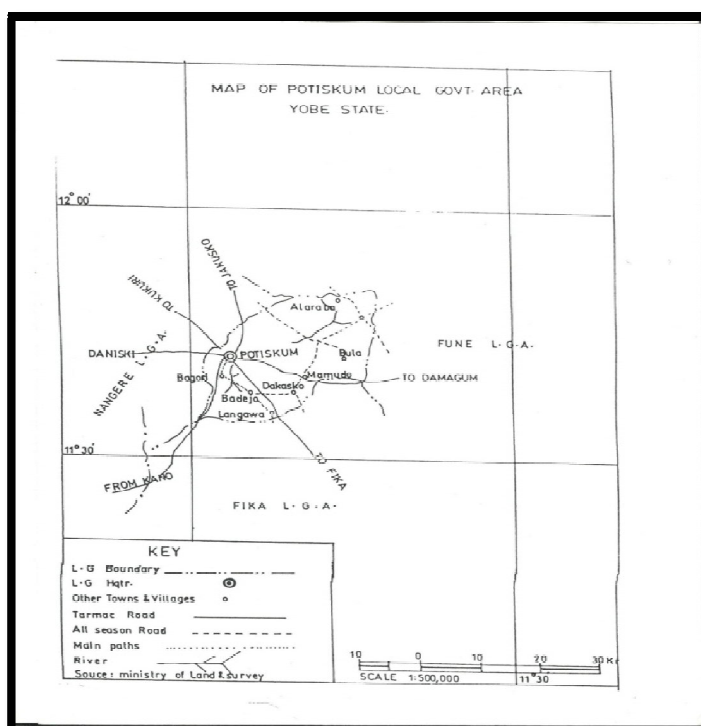 MAP OF POTISKUM LOCAL GOVT. AREA
YOBE STATE.
12° 00'
TO JAKUSKO
TO KUKURI
Alaraba
FUNE L.G.A.
DANISKI
POTISKUM
Bula
NANGERE L.G.A.
Bogori
Mamudu
TO DAMAGUM
Dakasko
Badeja
Langawa
11° 30'
TO FIKA
FROM KANO
FIKA L.G.A.
KEY
L.G Boundary
L.G Hqtr.
Other Towns & Villages
Tarmac Road
All season Road
Main paths
River
Souce: ministry of Land & survey
10 0 10 20 30 K
SCALE 1:500,000
11° 30'